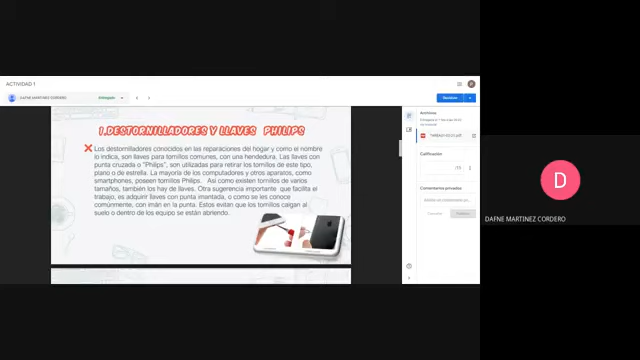 ACTIVIDAD 1
DAFNE MARTINEZ CORDERO
Entregado
Devolver
1.DESTORNILLADORES Y LLAVES PHILIPS
Los destornilladores conocidos en las reparaciones del hogar y como el nombre
lo indica, son llaves para tornillos comunes, con una hendedura. Las llaves con
punta cruzada o "Philips", son utilizadas para retirar los tornillos de este tipo,
plano o de estrella. La mayoría de los computadores y otros aparatos, como
smartphones, poseen tornillos Philips. Así como existen tornillos de varios
tamaños, también los hay de llaves. Otra sugerencia importante que facilita el
trabajo, es adquirir llaves con punta imantada, o como se les conoce
comúnmente, con imán en la punta. Estos evitan que los tornillos caigan al
suelo o dentro de los equipo se están abriendo.
Archivos
Calificación
Comentarios privados
Cancelar
Publicar
D
DAFNE MARTINEZ CORDERO